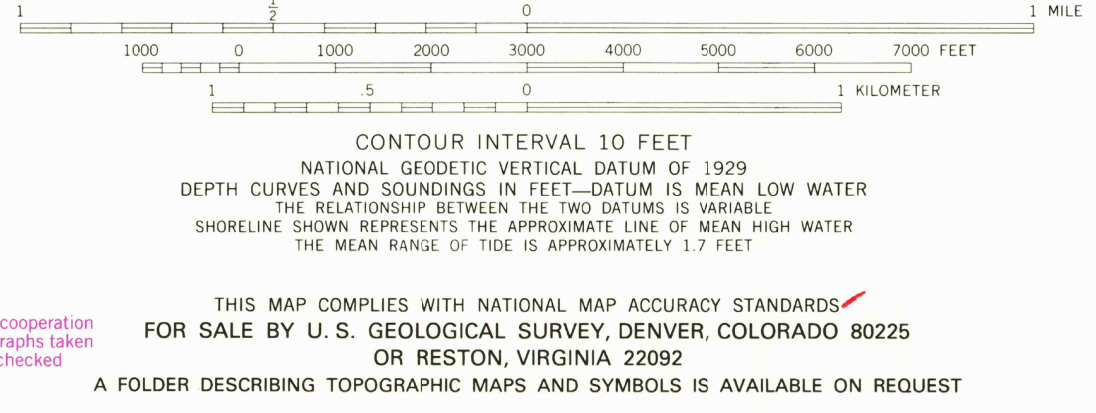 1 1/2 0 1 MILE
1000 0 1000 2000 3000 4000 5000 6000 7000 FEET
1 .5 0 1 KILOMETER
CONTOUR INTERVAL 10 FEET
NATIONAL GEODETIC VERTICAL DATUM OF 1929
DEPTH CURVES AND SOUNDINGS IN FEET—DATUM IS MEAN LOW WATER
THE RELATIONSHIP BETWEEN THE TWO DATUMS IS VARIABLE
SHORELINE SHOWN REPRESENTS THE APPROXIMATE LINE OF MEAN HIGH WATER
THE MEAN RANGE OF TIDE IS APPROXIMATELY 1.7 FEET
THIS MAP COMPLIES WITH NATIONAL MAP ACCURACY STANDARDS
FOR SALE BY U. S. GEOLOGICAL SURVEY, DENVER, COLORADO 80225
OR RESTON, VIRGINIA 22092
A FOLDER DESCRIBING TOPOGRAPHIC MAPS AND SYMBOLS IS AVAILABLE ON REQUEST
cooperation
raphs taken
checked